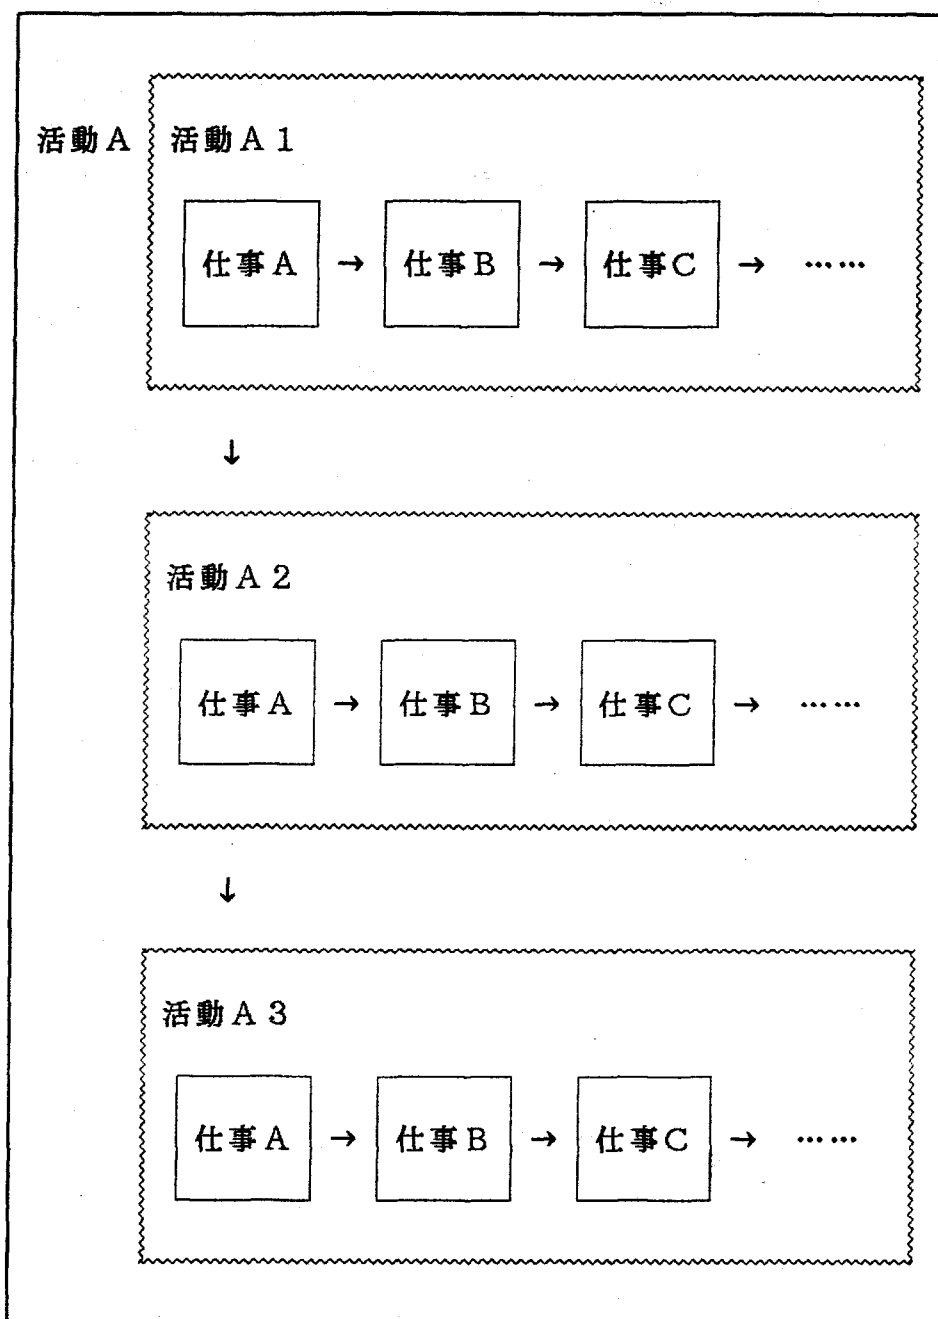 活動A 活動A1
仕事A → 仕事B → 仕事C → ……
↓
活動A2
仕事A → 仕事B → 仕事C → ……
↓
活動A3
仕事A → 仕事B → 仕事C → ……